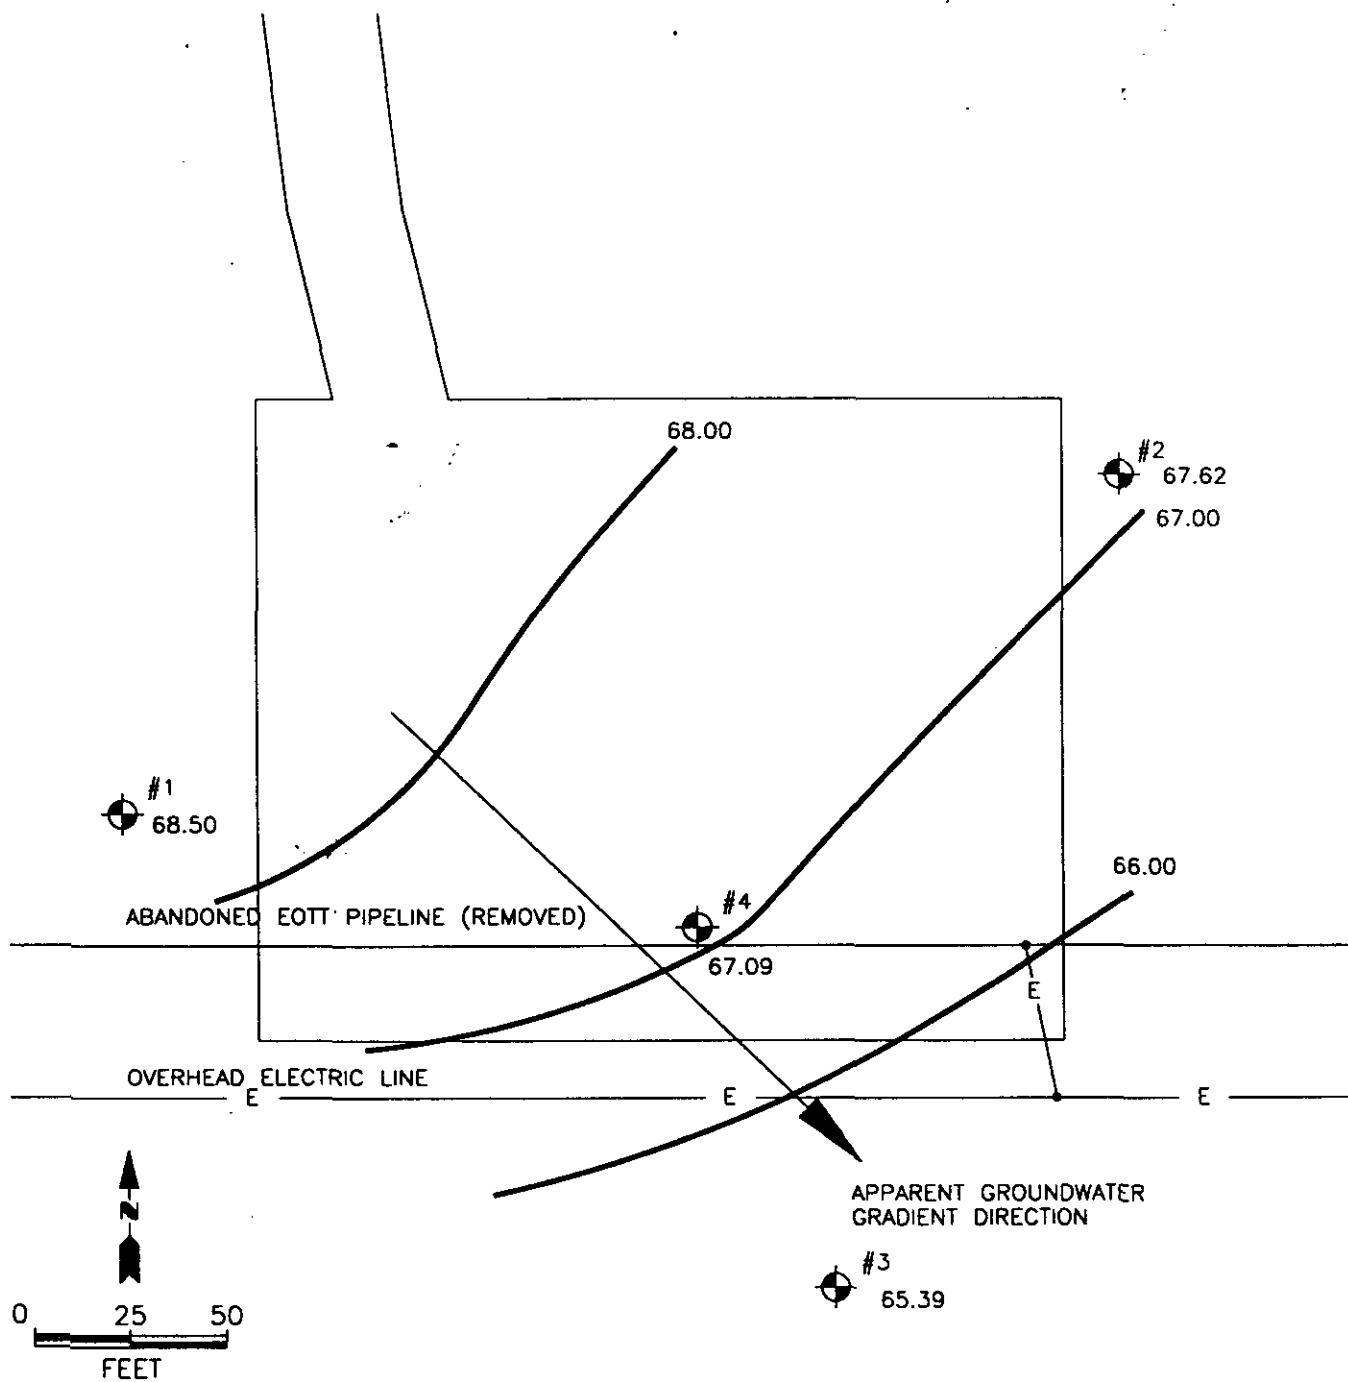 68.00
#2
67.62
67.00
#1
68.50
66.00
ABANDONED EOTT PIPELINE (REMOVED)
#4
67.09
E
OVERHEAD ELECTRIC LINE
E
E
E
N
APPARENT GROUNDWATER
GRADIENT DIRECTION
#3
65.39
0 25 50
FEET